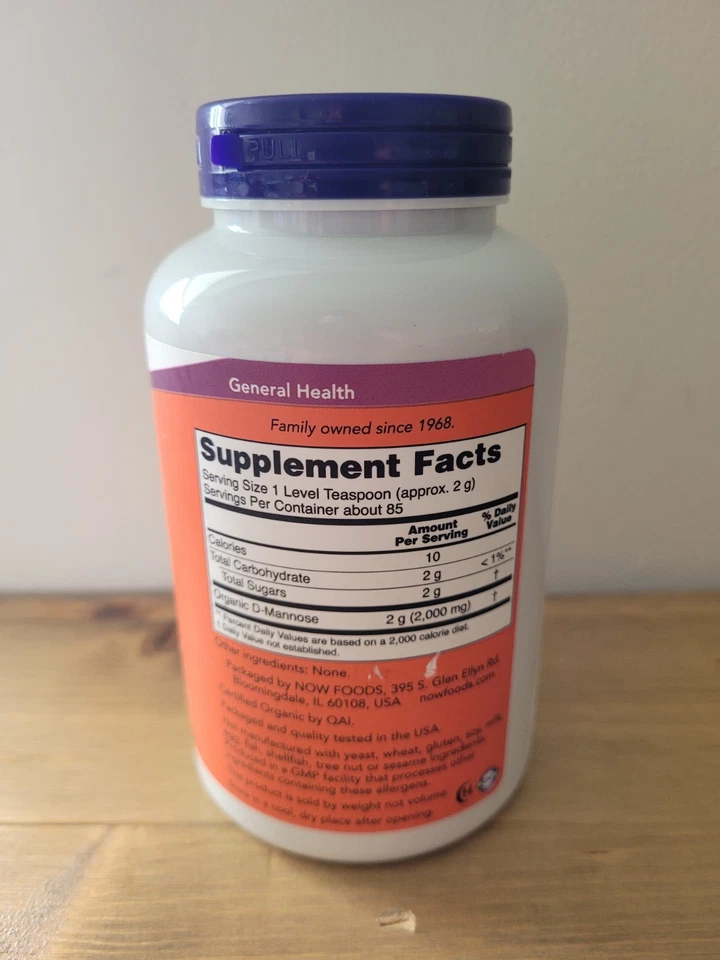 PULL
General Health
Family owned since 1968.
Supplement Facts
Serving Size 1 Level Teaspoon (approx. 2 g)
Servings Per Container about 85
Amount Per Serving % Daily Value
Calories 10
Total Carbohydrate 2 g <1%**
Total Sugars 2 g †
Organic D-Mannose 2 g (2,000 mg) †
** Percent Daily Values are based on a 2,000 calorie diet.
† Daily Value not established.
Other ingredients: None.
Packaged by NOW FOODS, 395 S. Glen Ellyn Rd.
Bloomingdale, IL 60108, USA nowfoods.com
Certified Organic by QAI.
Packaged and quality tested in the USA.
Not manufactured with yeast, wheat, gluten, soy, milk,
egg, fish, shellfish, tree nut or sesame ingredients.
Produced in a GMP facility that processes other
ingredients containing these allergens.
This product is sold by weight not volume.
Store in a cool, dry place after opening.